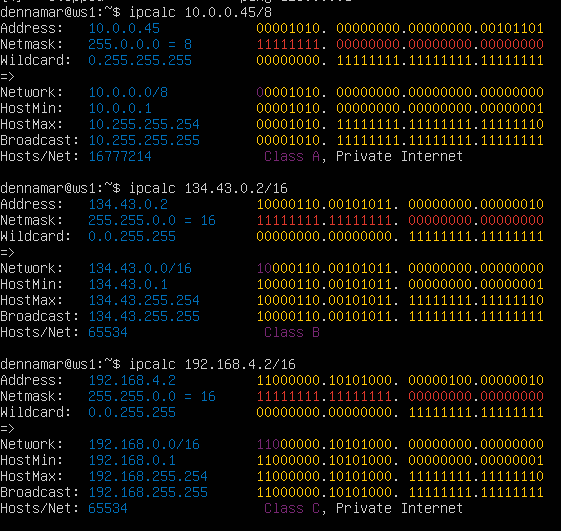 dennamar@ws1:~$ ipcalc 10.0.0.45/8
Address:   10.0.0.45            00001010. 00000000.00000000.00101101
Netmask:   255.0.0.0 = 8        11111111. 00000000.00000000.00000000
Wildcard:  0.255.255.255        00000000. 11111111.11111111.11111111
=>
Network:   10.0.0.0/8           00001010. 00000000.00000000.00000000
HostMin:   10.0.0.1             00001010. 00000000.00000000.00000001
HostMax:   10.255.255.254       00001010. 11111111.11111111.11111110
Broadcast: 10.255.255.255       00001010. 11111111.11111111.11111111
Hosts/Net: 16777214              Class A, Private Internet
dennamar@ws1:~$ ipcalc 134.43.0.2/16
Address:   134.43.0.2           10000110.00101011. 00000000.00000010
Netmask:   255.255.0.0 = 16     11111111.11111111. 00000000.00000000
Wildcard:  0.0.255.255          00000000.00000000. 11111111.11111111
=>
Network:   134.43.0.0/16        10000110.00101011. 00000000.00000000
HostMin:   134.43.0.1           10000110.00101011. 00000000.00000001
HostMax:   134.43.255.254       10000110.00101011. 11111111.11111110
Broadcast: 134.43.255.255       10000110.00101011. 11111111.11111111
Hosts/Net: 65534                 Class B
dennamar@ws1:~$ ipcalc 192.168.4.2/16
Address:   192.168.4.2          11000000.10101000. 00000100.00000010
Netmask:   255.255.0.0 = 16     11111111.11111111. 00000000.00000000
Wildcard:  0.0.255.255          00000000.00000000. 11111111.11111111
=>
Network:   192.168.0.0/16       11000000.10101000. 00000000.00000000
HostMin:   192.168.0.1          11000000.10101000. 00000000.00000001
HostMax:   192.168.255.254      11000000.10101000. 11111111.11111110
Broadcast: 192.168.255.255      11000000.10101000. 11111111.11111111
Hosts/Net: 65534                 Class C, Private Internet